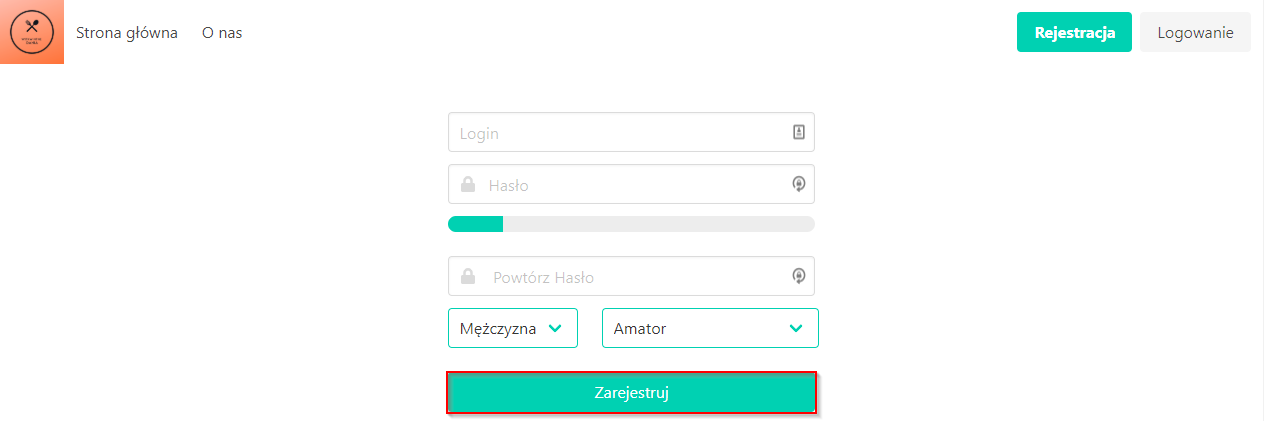 Strona główna O nas Rejestracja Logowanie
Login
Hasło
Powtórz Hasło
Mężczyzna Amator
Zarejestruj